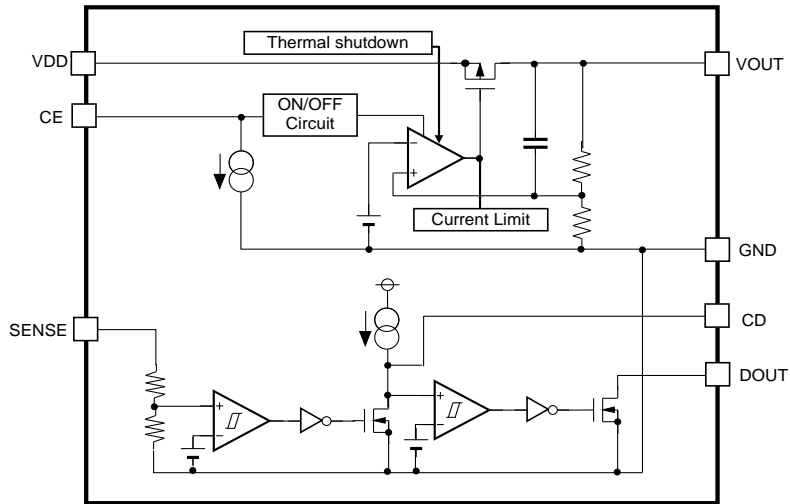 Thermal shutdown
VDD
VOUT
CE
ON/OFF
Circuit
−
+
Current Limit
GND
SENSE
CD
DOUT
+
−
+
−